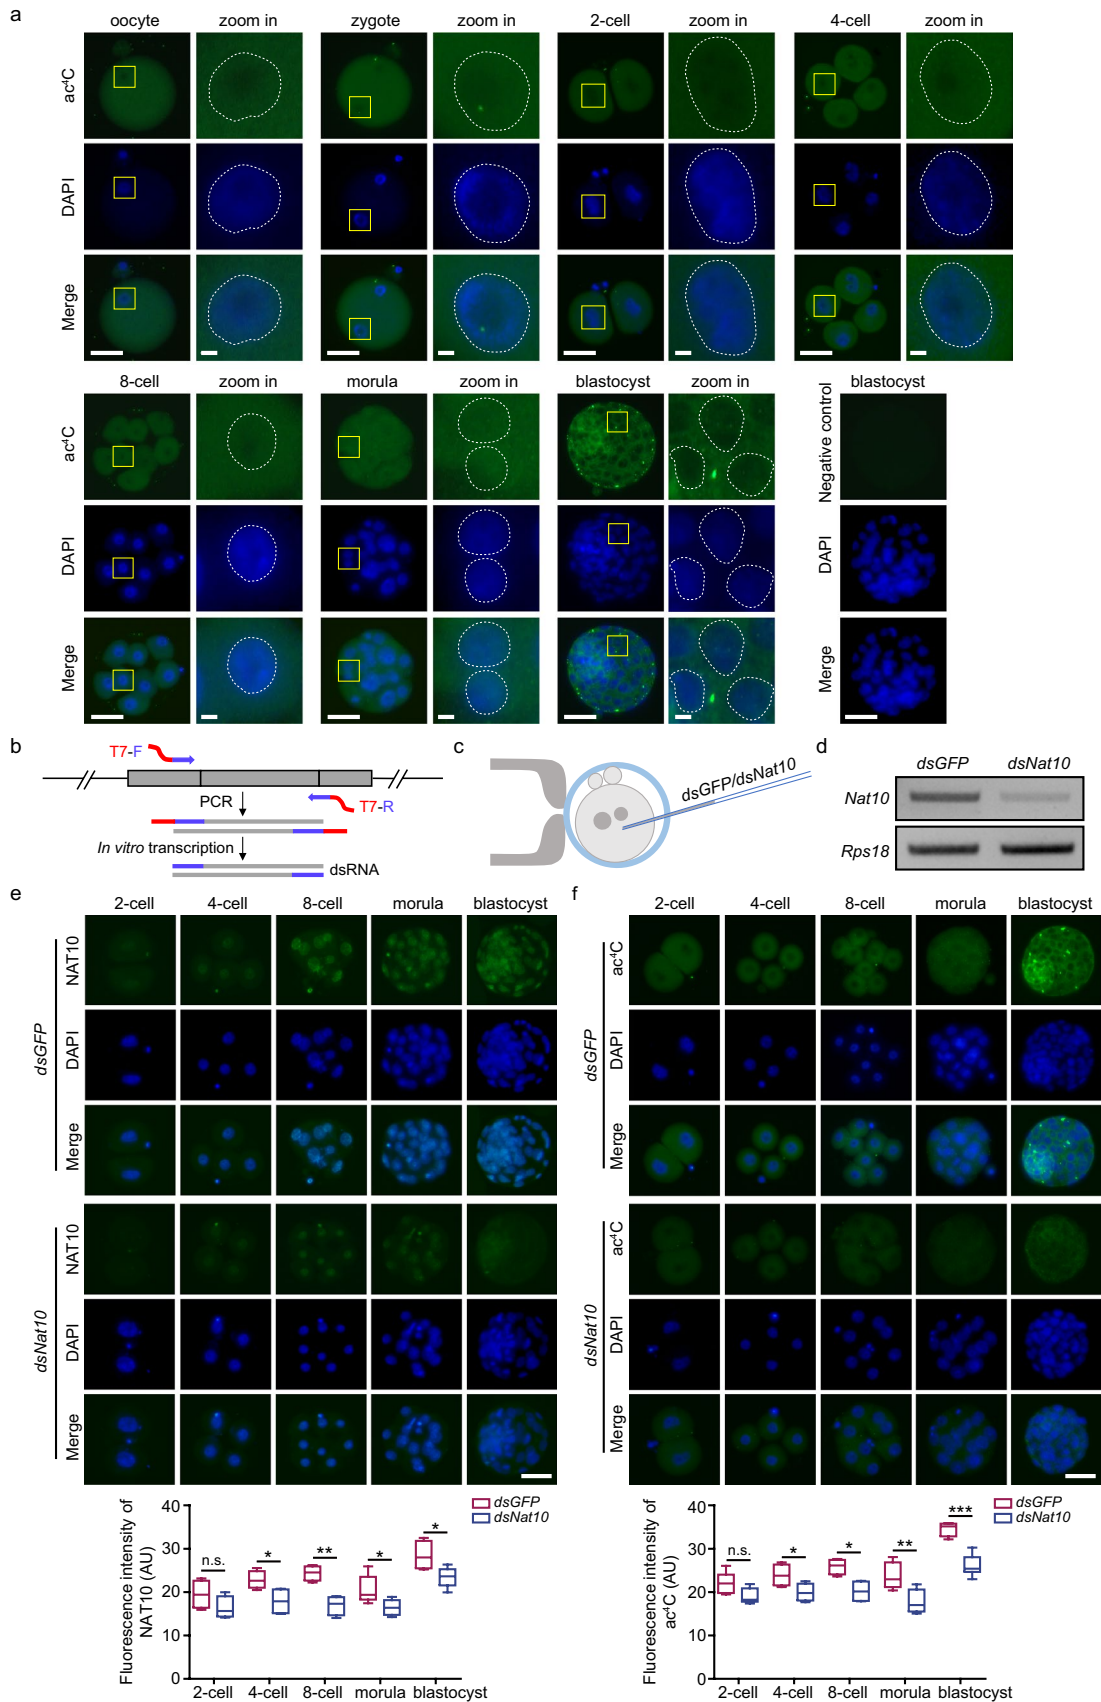 a
oocyte zoom in zygote zoom in 2-cell zoom in 4-cell zoom in
ac⁴C
DAPI
Merge
8-cell zoom in morula zoom in blastocyst zoom in blastocyst
ac⁴C
DAPI
Merge
Negative control
DAPI
Merge
b
T7-F
PCR
T7-R
In vitro transcription
dsRNA
c
dsGFP/dsNat10
d
dsGFP dsNat10
Nat10
Rps18
e
2-cell 4-cell 8-cell morula blastocyst
dsGFP
NAT10
DAPI
Merge
dsNat10
NAT10
DAPI
Merge
Fluorescence intensity of
NAT10 (AU)
40
30
20
10
0
dsGFP
dsNat10
n.s. * ** * *
2-cell 4-cell 8-cell morula blastocyst
f
2-cell 4-cell 8-cell morula blastocyst
dsGFP
ac⁴C
DAPI
Merge
dsNat10
ac⁴C
DAPI
Merge
Fluorescence intensity of
ac⁴C (AU)
40
30
20
10
0
dsGFP
dsNat10
n.s. * * ** ***
2-cell 4-cell 8-cell morula blastocyst